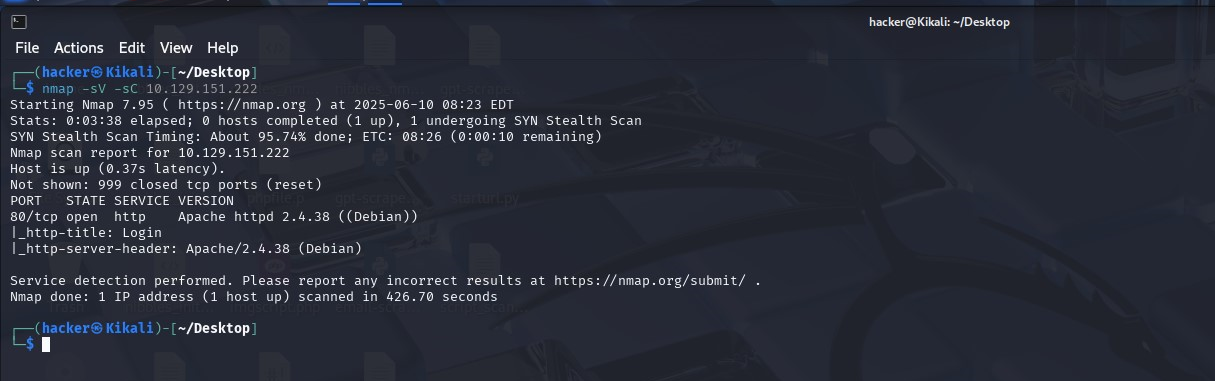 hacker@Kikali: ~/Desktop
File Actions Edit View Help
┌──(hacker㉿Kikali)-[~/Desktop]
└─$ nmap -sV -sC 10.129.151.222
Starting Nmap 7.95 ( https://nmap.org ) at 2025-06-10 08:23 EDT
Stats: 0:03:38 elapsed; 0 hosts completed (1 up), 1 undergoing SYN Stealth Scan
SYN Stealth Scan Timing: About 95.74% done; ETC: 08:26 (0:00:10 remaining)
Nmap scan report for 10.129.151.222
Host is up (0.37s latency).
Not shown: 999 closed tcp ports (reset)
PORT   STATE SERVICE VERSION
80/tcp open  http    Apache httpd 2.4.38 ((Debian))
|_http-title: Login
|_http-server-header: Apache/2.4.38 (Debian)
Service detection performed. Please report any incorrect results at https://nmap.org/submit/ .
Nmap done: 1 IP address (1 host up) scanned in 426.70 seconds
┌──(hacker㉿Kikali)-[~/Desktop]
└─$